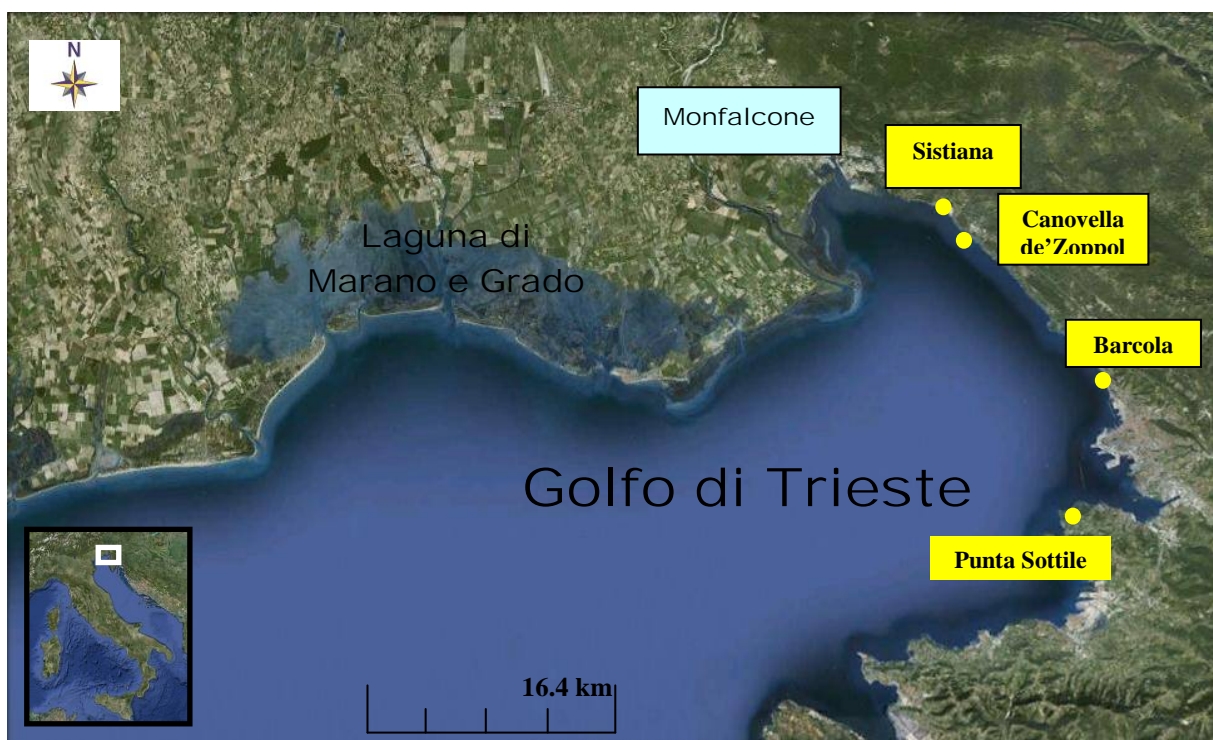 N
Monfalcone
Sistiana
Canovella
de'Zoppol
Laguna di
Marano e Grado
Barcola
Golfo di Trieste
Punta Sottile
16.4 km